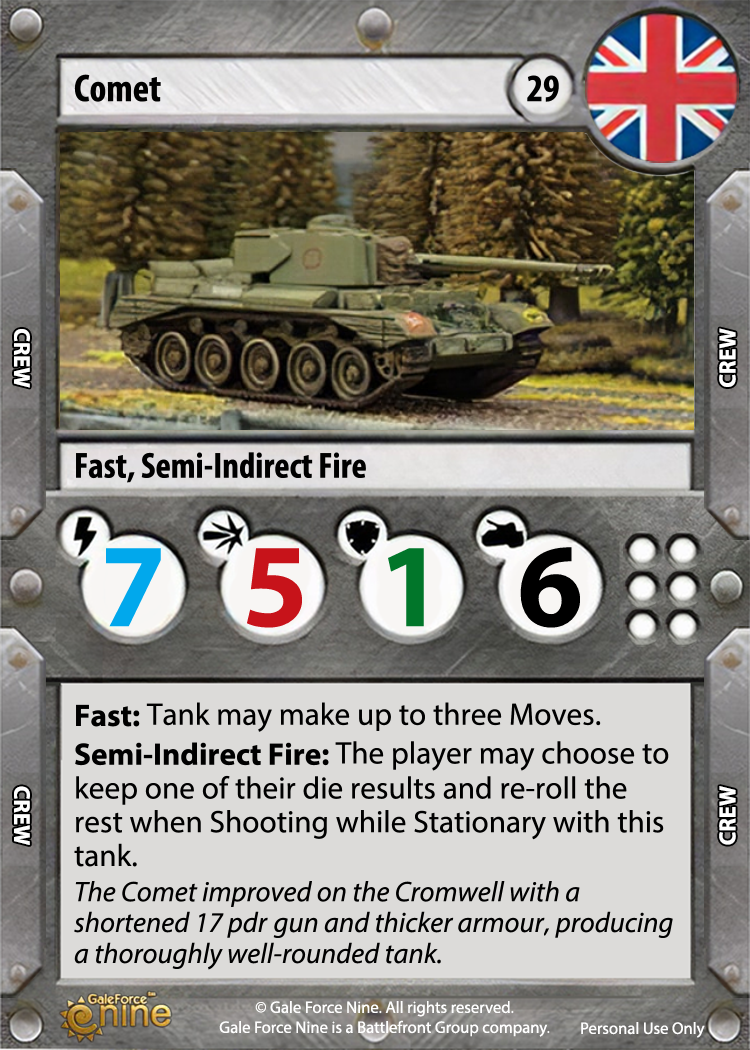 Comet
29
CREW
CREW
Fast, Semi-Indirect Fire
7 5 1 6
Fast: Tank may make up to three Moves.
Semi-Indirect Fire: The player may choose to
keep one of their die results and re-roll the
rest when Shooting while Stationary with this
tank.
The Comet improved on the Cromwell with a
shortened 17 pdr gun and thicker armour, producing
a thoroughly well-rounded tank.
CREW
CREW
GaleForce™
nine
© Gale Force Nine. All rights reserved.
Gale Force Nine is a Battlefront Group company.
Personal Use Only